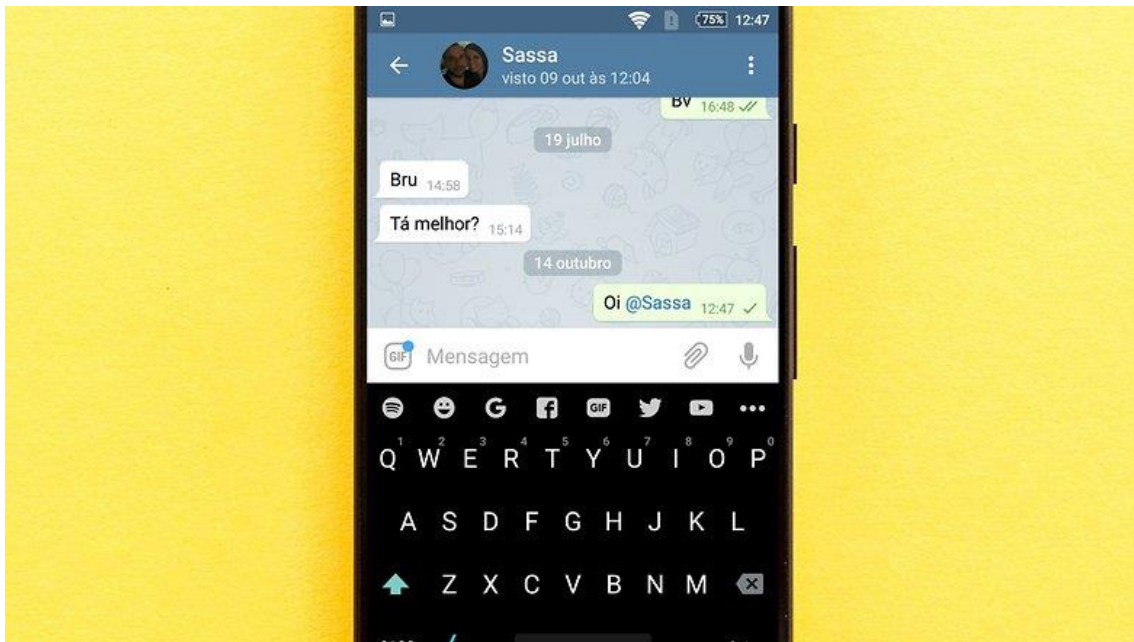 75% 12:47
Sassa
visto 09 out às 12:04
BV 16:48
19 julho
Bru 14:58
Tá melhor? 15:14
14 outubro
Oi @Sassa 12:47
GIF Mensagem
G GIF
1 2 3 4 5 6 7 8 9 0
Q W E R T Y U I O P
A S D F G H J K L
Z X C V B N M